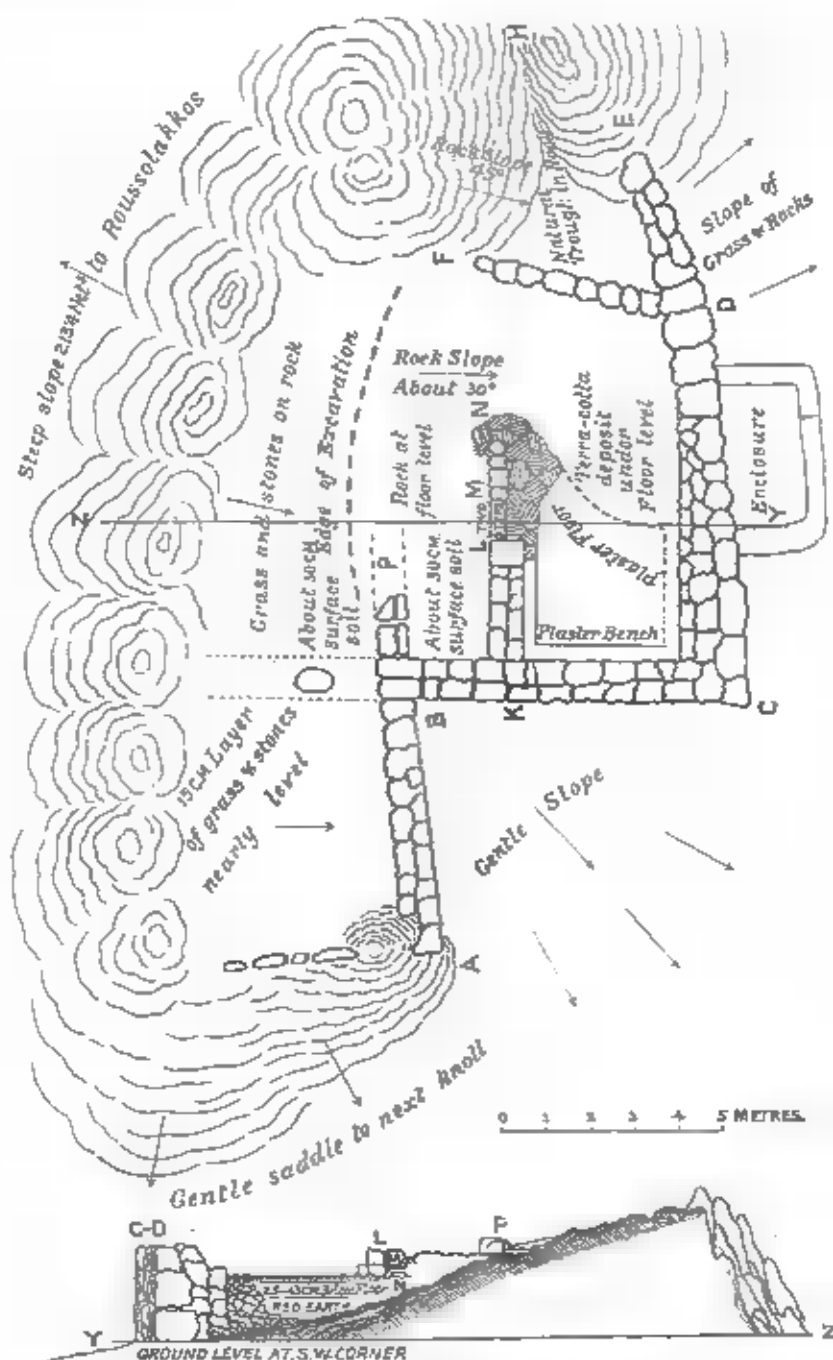 H
E
Rock Slope
45°
Natural
trough in Rock
Slope of
Grass & Rocks
D
F
to Roussolakkos
Steep slope
Rock Slope
About 30°
Edge of Excavation
Grass and stones on rock
Rock at
floor level
N
M
L
Terra-cotta
deposit
under
Floor level
Enclosure
Z
Y
Plaster Floor
P
About 30CM.
surface
soil
About 30CM.
surface soil
Plaster Bench
B
K
C
15CM Layer
of grass & stones
nearly level
Gentle Slope
A
Gentle saddle to next knoll
0 1 2 3 4 5 METRES.
C-D
L
P
M
N
RED EARTH
Y
Z
GROUND LEVEL AT S.W. CORNER